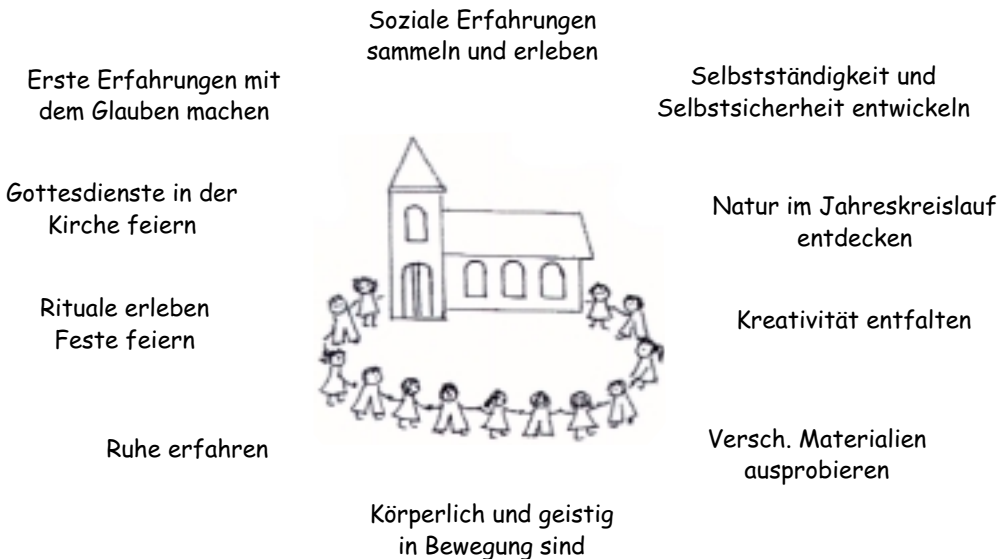 Soziale Erfahrungen
sammeln und erleben
Erste Erfahrungen mit
dem Glauben machen
Selbstständigkeit und
Selbstsicherheit entwickeln
Gottesdienste in der
Kirche feiern
Natur im Jahreskreislauf
entdecken
Rituale erleben
Feste feiern
Kreativität entfalten
Ruhe erfahren
Versch. Materialien
ausprobieren
Körperlich und geistig
in Bewegung sind